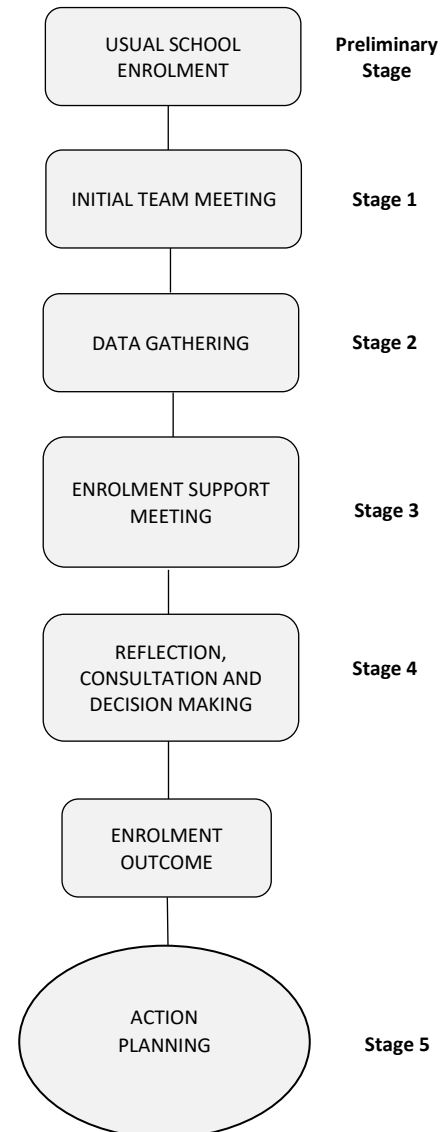 USUAL SCHOOL
ENROLMENT
Preliminary
Stage
INITIAL TEAM MEETING
Stage 1
DATA GATHERING
Stage 2
ENROLMENT SUPPORT
MEETING
Stage 3
REFLECTION,
CONSULTATION AND
DECISION MAKING
Stage 4
ENROLMENT
OUTCOME
ACTION
PLANNING
Stage 5